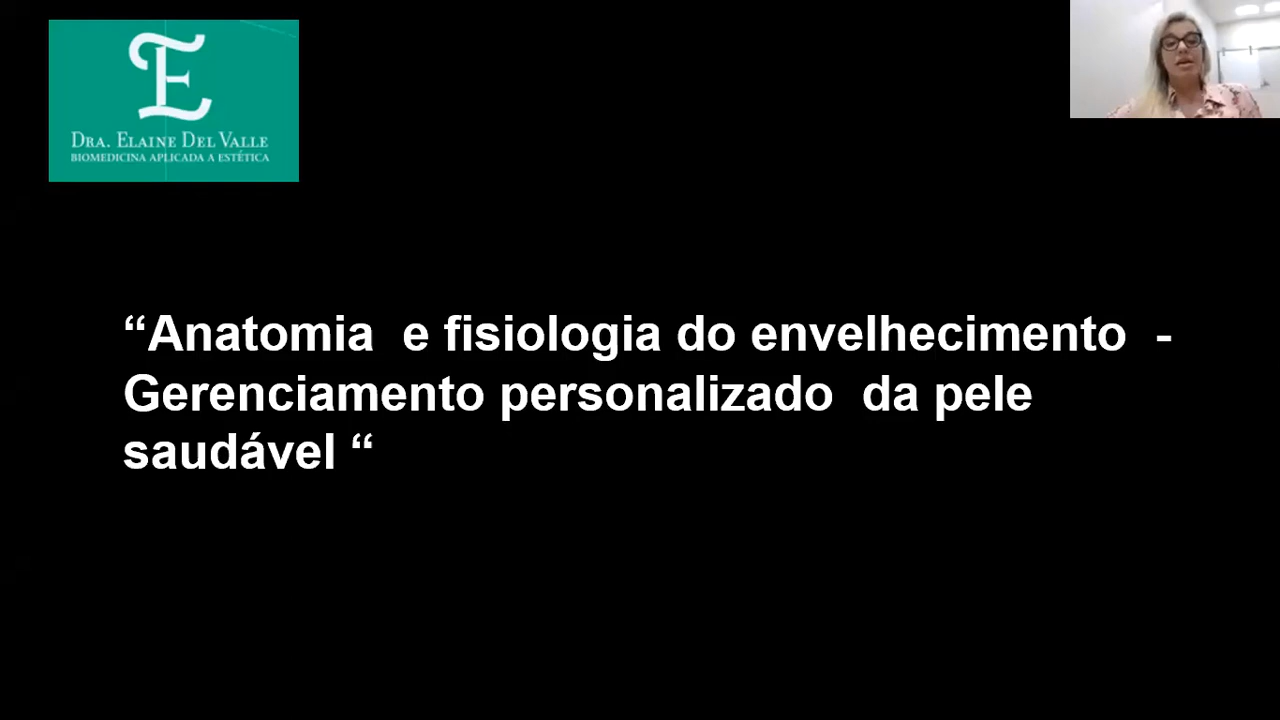 E
DRA. ELAINE DEL VALLE
BIOMEDICINA APLICADA A ESTÉTICA
“Anatomia e fisiologia do envelhecimento -
Gerenciamento personalizado da pele
saudável “